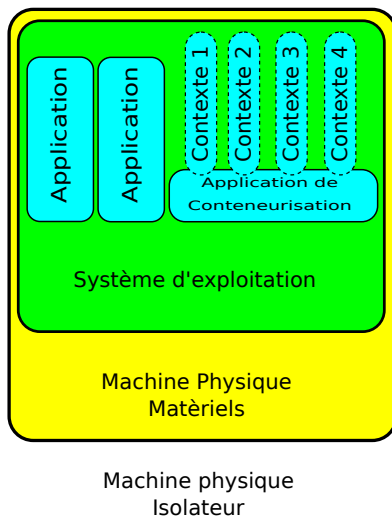 Application
Application
Contexte 1
Contexte 2
Contexte 3
Contexte 4
Application de
Conteneurisation
Système d'exploitation
Machine Physique
Matèriels
Machine physique
Isolateur